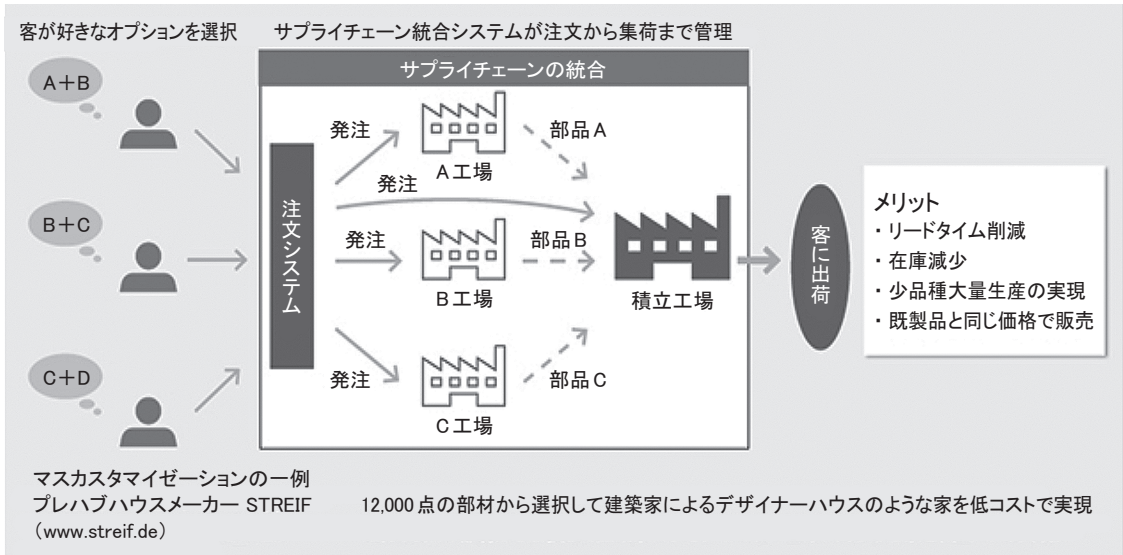 客が好きなオプションを選択
サプライチェーン統合システムが注文から集荷まで管理
サプライチェーンの統合
A+B
B+C
C+D
注文システム
発注
A工場
部品A
発注
発注
B工場
部品B
発注
C工場
部品C
積立工場
客に出荷
メリット
・リードタイム削減
・在庫減少
・少品種大量生産の実現
・既製品と同じ価格で販売
マスカスタマイゼーションの一例
プレハブハウスメーカー STREIF
(www.streif.de)
12,000点の部材から選択して建築家によるデザイナーハウスのような家を低コストで実現